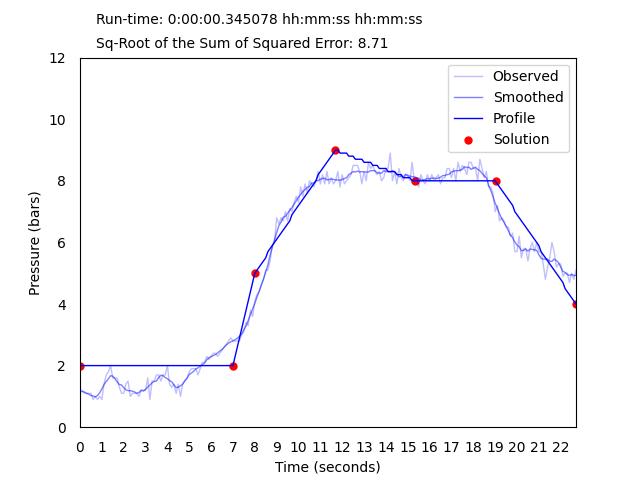 Run-time: 0:00:00.345078 hh:mm:ss hh:mm:ss
Sq-Root of the Sum of Squared Error: 8.71
12
10
8
6
4
2
0
Pressure (bars)
Observed
Smoothed
Profile
Solution
0 1 2 3 4 5 6 7 8 9 10 11 12 13 14 15 16 17 18 19 20 21 22
Time (seconds)